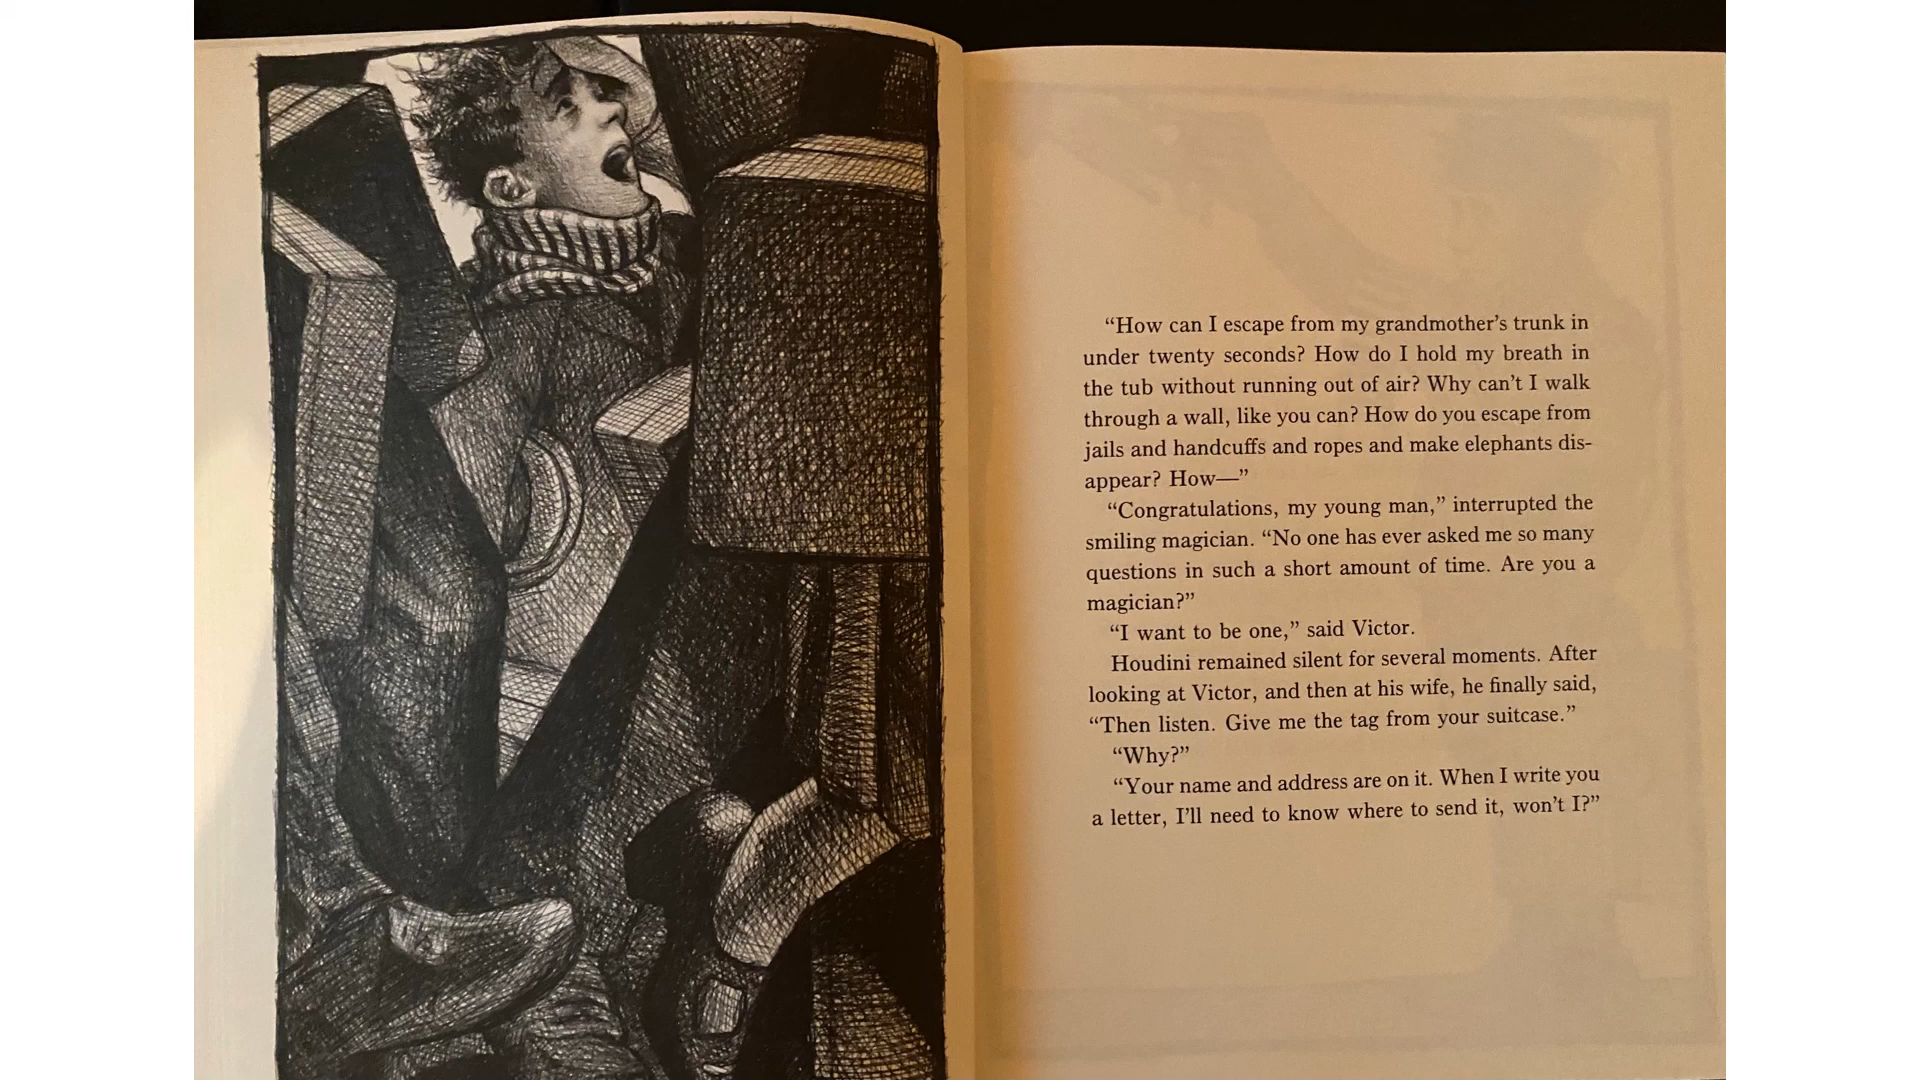 “How can I escape from my grandmother’s trunk in
under twenty seconds? How do I hold my breath in
the tub without running out of air? Why can’t I walk
through a wall, like you can? How do you escape from
jails and handcuffs and ropes and make elephants dis-
appear? How—”
“Congratulations, my young man,” interrupted the
smiling magician. “No one has ever asked me so many
questions in such a short amount of time. Are you a
magician?”
“I want to be one,” said Victor.
Houdini remained silent for several moments. After
looking at Victor, and then at his wife, he finally said,
“Then listen. Give me the tag from your suitcase.”
“Why?”
“Your name and address are on it. When I write you
a letter, I’ll need to know where to send it, won’t I?”